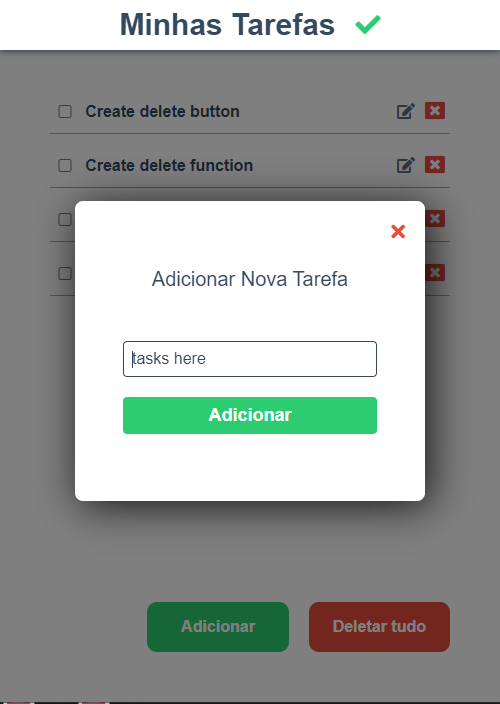 Minhas Tarefas
Create delete button
Create delete function
Adicionar Nova Tarefa
tasks here
Adicionar
Adicionar
Deletar tudo